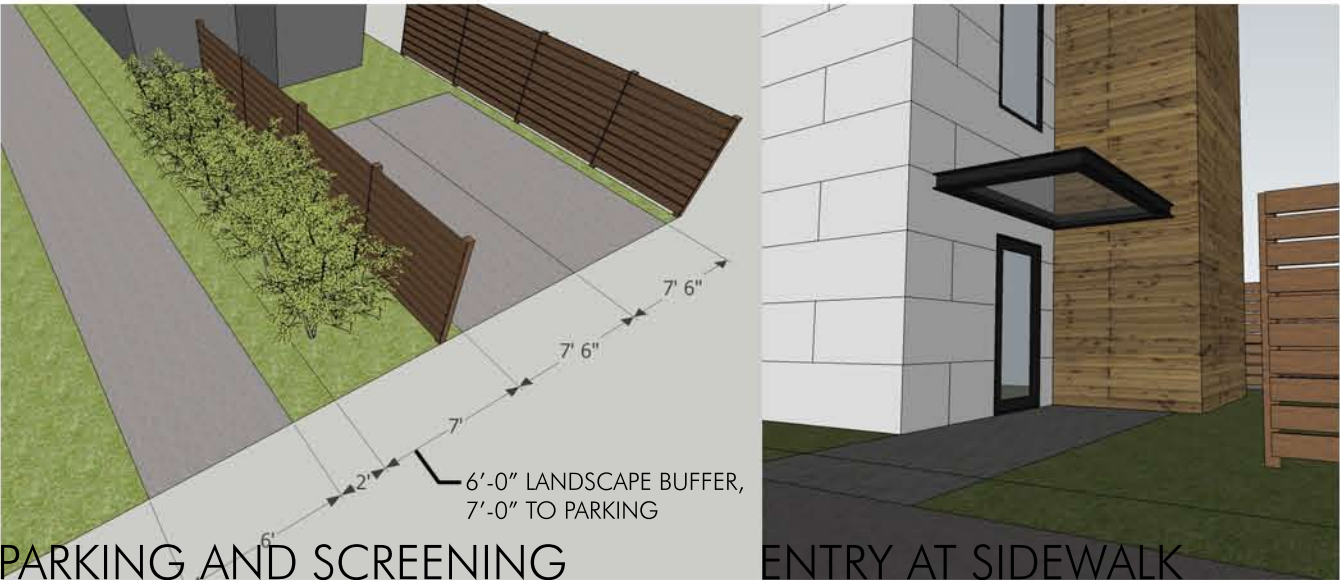 7' 6"
7' 6"
7'
2'
6'
6'-0" LANDSCAPE BUFFER,
7'-0" TO PARKING
PARKING AND SCREENING
ENTRY AT SIDEWALK